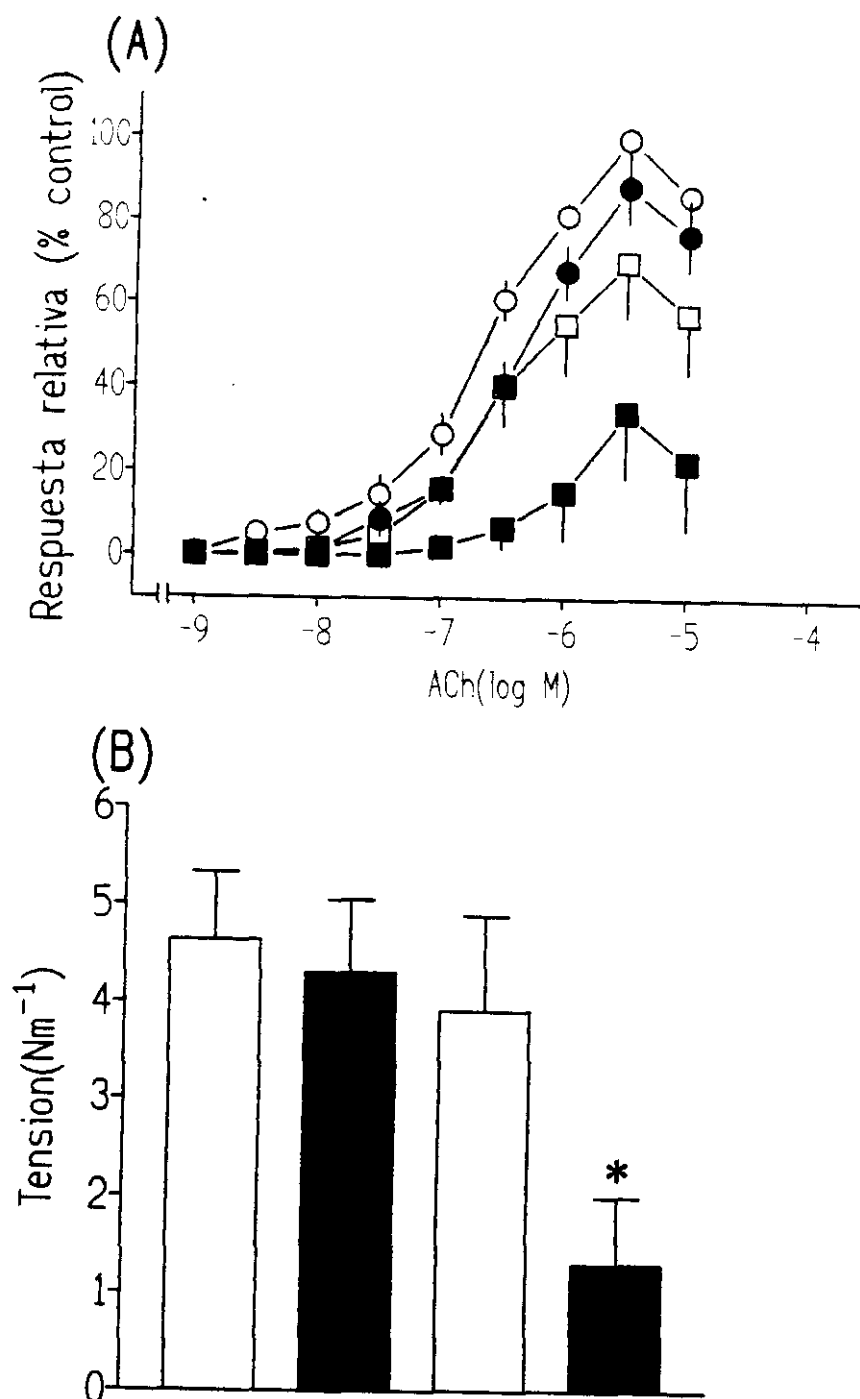 (A)
Respuesta relativa (% control)
100
80
60
40
20
0
-9 -8 -7 -6 -5 -4
ACh(log M)
(B)
Tension(Nm⁻¹)
6
5
4
3
2
1
0
*